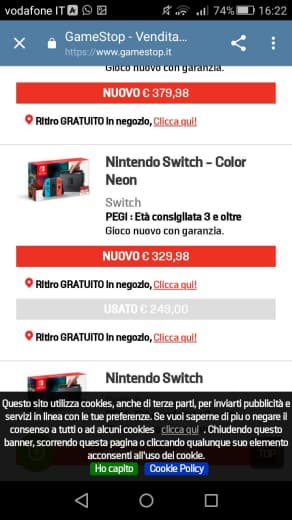 vodafone IT 74% 16:22
GameStop - Vendita...
https://www.gamestop.it
Gioco nuovo con garanzia.
NUOVO € 379,98
Ritiro GRATUITO in negozio, Clicca qui!
Nintendo Switch - Color
Neon
Switch
PEGI : Età consigliata 3 e oltre
Gioco nuovo con garanzia.
NUOVO € 329,98
Ritiro GRATUITO in negozio, Clicca qui!
USATO € 249,00
Ritiro GRATUITO in negozio, Clicca qui!
Nintendo Switch
Questo sito utilizza cookies, anche di terze parti, per inviarti pubblicità e
servizi in linea con le tue preferenze. Se vuoi saperne di piu o negare il
consenso a tutti o ad alcuni cookies clicca qui . Chiudendo questo
banner, scorrendo questa pagina o cliccando qualunque suo elemento
acconsenti all'uso dei cookie.
Ho capito Cookie Policy
TOP